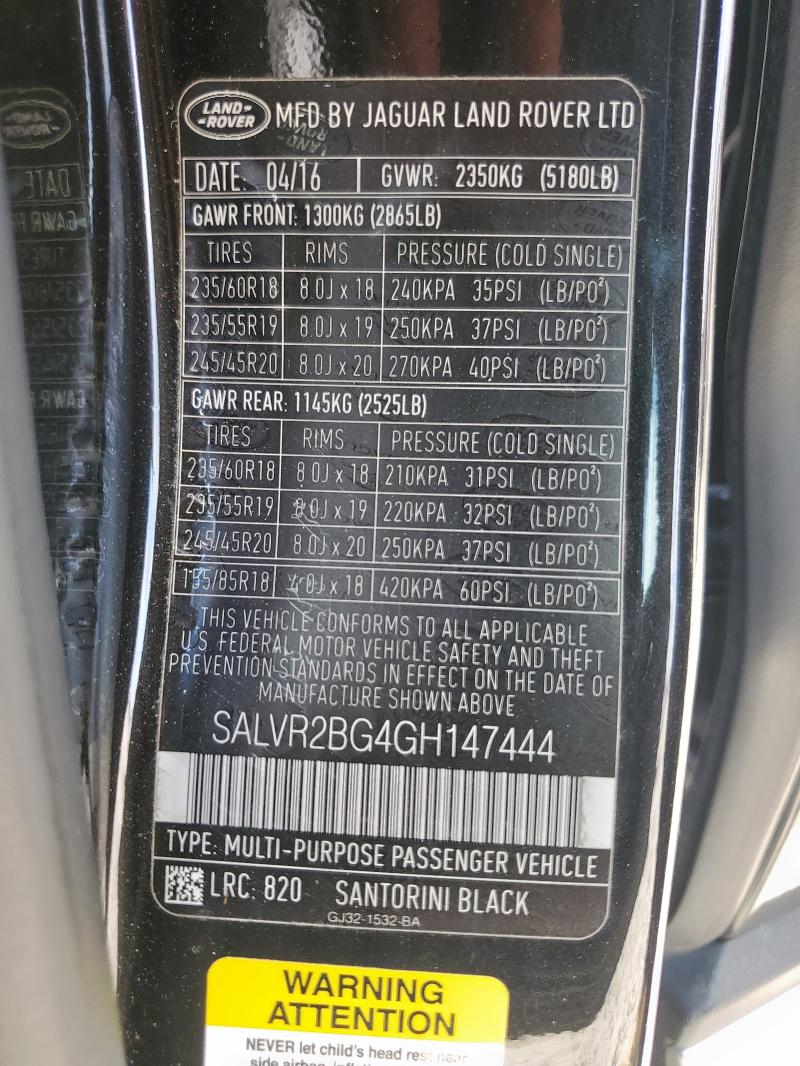 LAND-
-ROVER
MFD BY JAGUAR LAND ROVER LTD
DATE: 04/16 GVWR: 2350KG (5180LB)
GAWR FRONT: 1300KG (2865LB)
TIRES RIMS PRESSURE (COLD SINGLE)
235/60R18 8.0J x 18 240KPA 35PSI (LB/PO²)
235/55R19 8.0J x 19 250KPA 37PSI (LB/PO²)
245/45R20 8.0J x 20 270KPA 40PSI (LB/PO²)
GAWR REAR: 1145KG (2525LB)
TIRES RIMS PRESSURE (COLD SINGLE)
235/60R18 8.0J x 18 210KPA 31PSI (LB/PO²)
235/55R19 8.0J x 19 220KPA 32PSI (LB/PO²)
245/45R20 8.0J x 20 250KPA 37PSI (LB/PO²)
155/85R18 4.0J x 18 420KPA 60PSI (LB/PO²)
THIS VEHICLE CONFORMS TO ALL APPLICABLE
U.S. FEDERAL MOTOR VEHICLE SAFETY AND THEFT
PREVENTION STANDARDS IN EFFECT ON THE DATE OF
MANUFACTURE SHOWN ABOVE
SALVR2BG4GH147444
TYPE: MULTI-PURPOSE PASSENGER VEHICLE
LRC: 820 SANTORINI BLACK
GJ32-1532-BA
WARNING
ATTENTION
NEVER let child's head rest near
side airbag